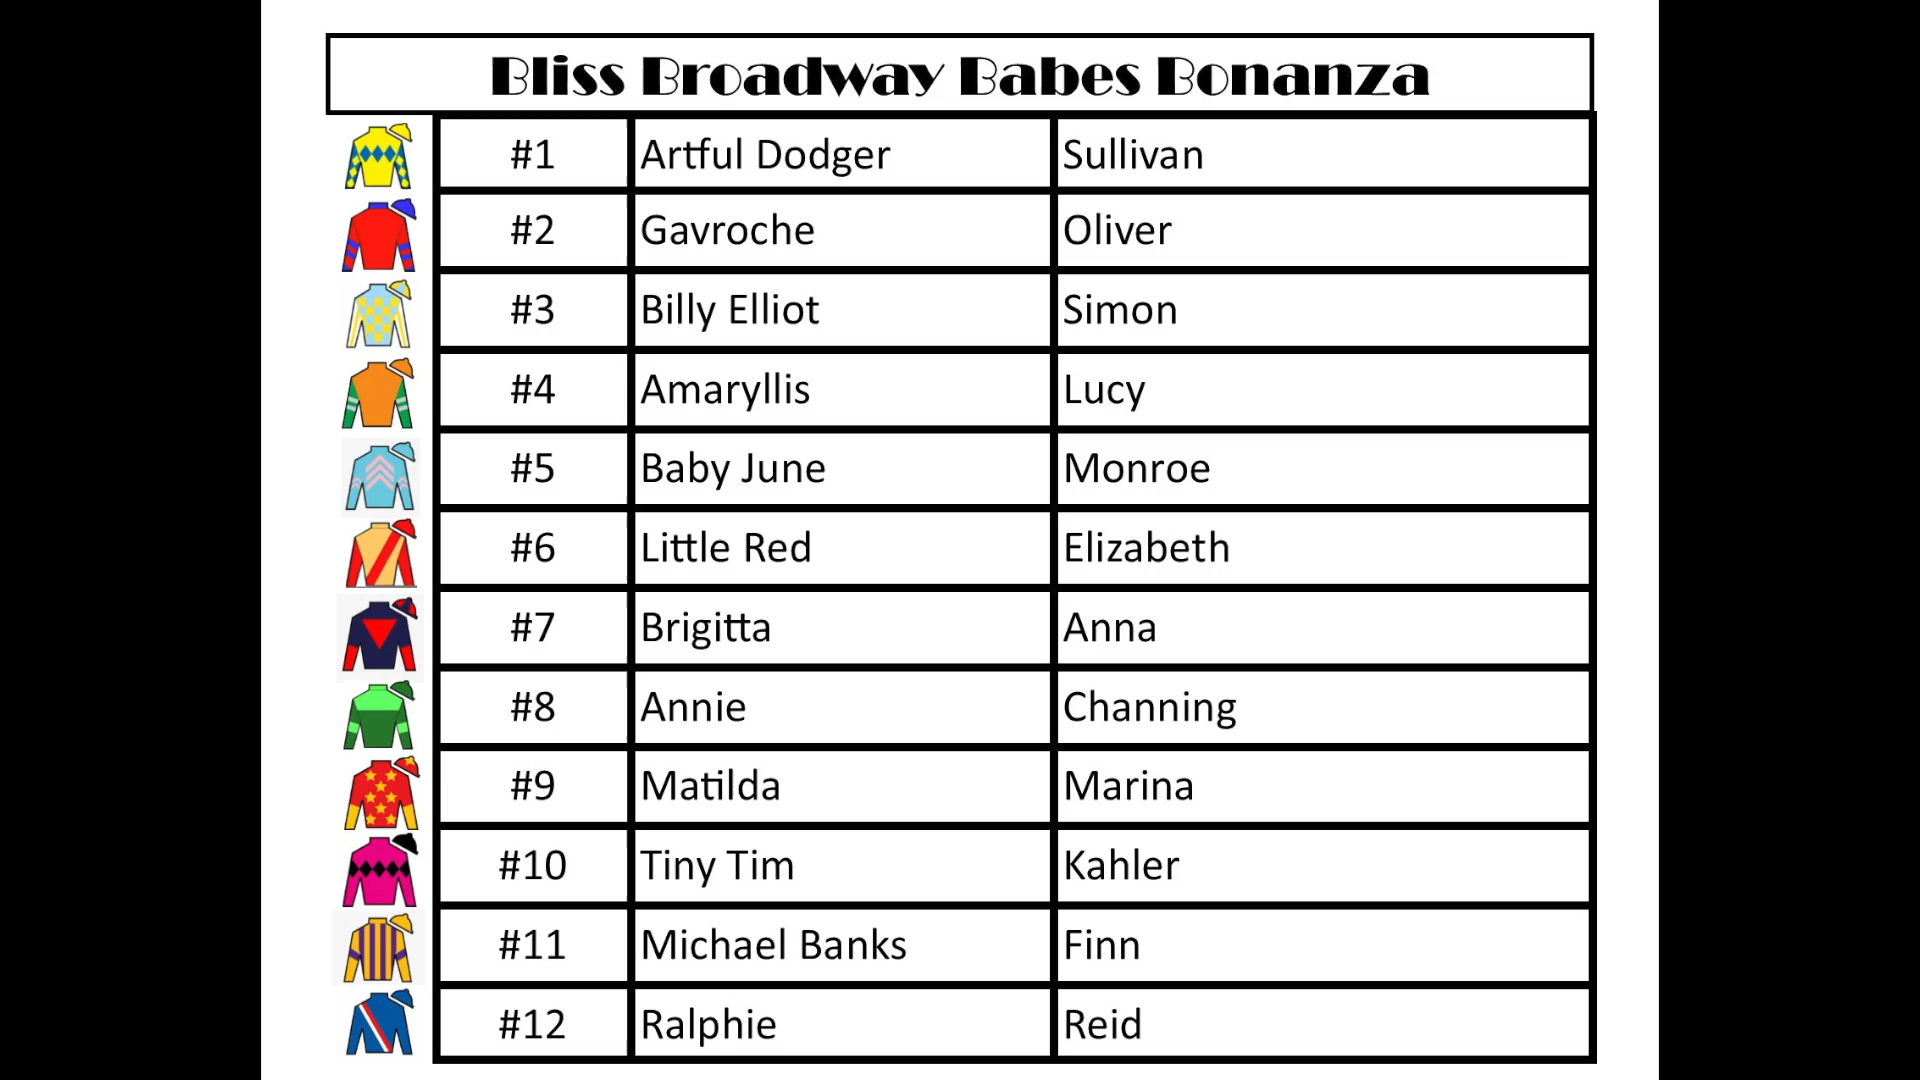 Bliss Broadway Babes Bonanza
#1 Artful Dodger Sullivan
#2 Gavroche Oliver
#3 Billy Elliot Simon
#4 Amaryllis Lucy
#5 Baby June Monroe
#6 Little Red Elizabeth
#7 Brigitta Anna
#8 Annie Channing
#9 Matilda Marina
#10 Tiny Tim Kahler
#11 Michael Banks Finn
#12 Ralphie Reid